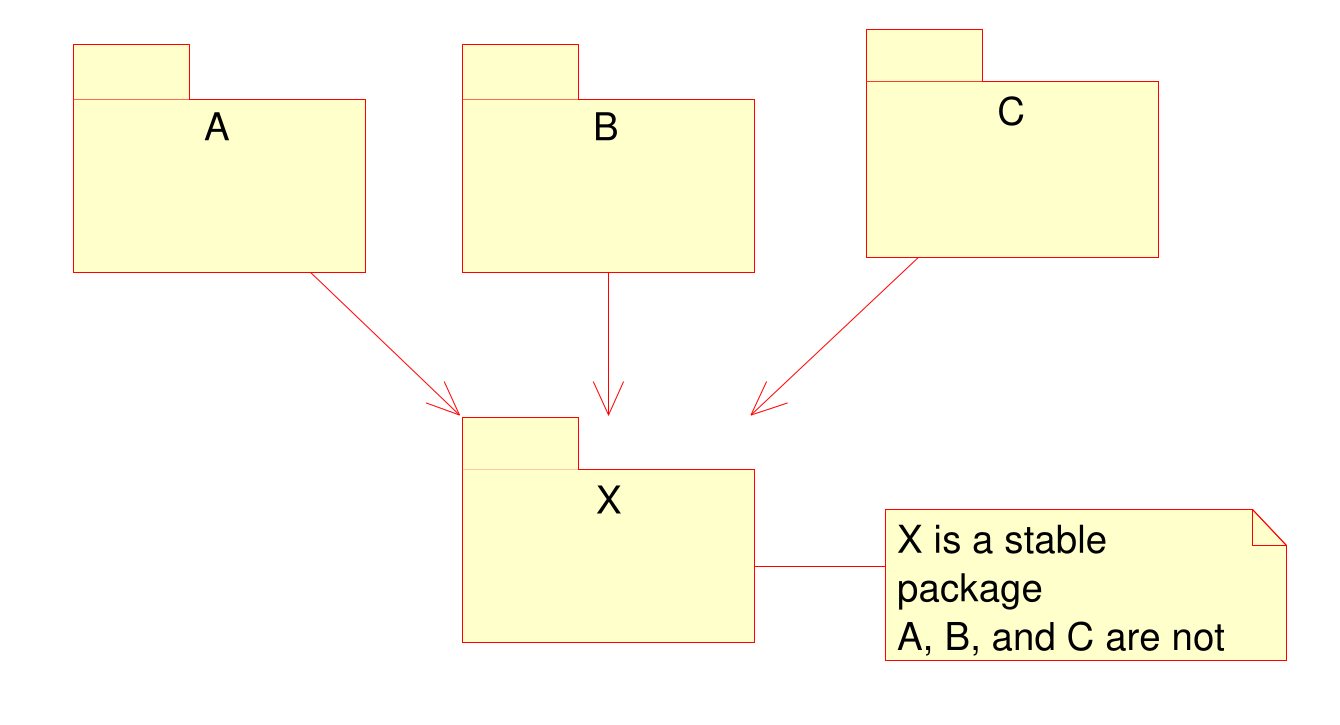 A
B
C
X
X is a stable
package
A, B, and C are not